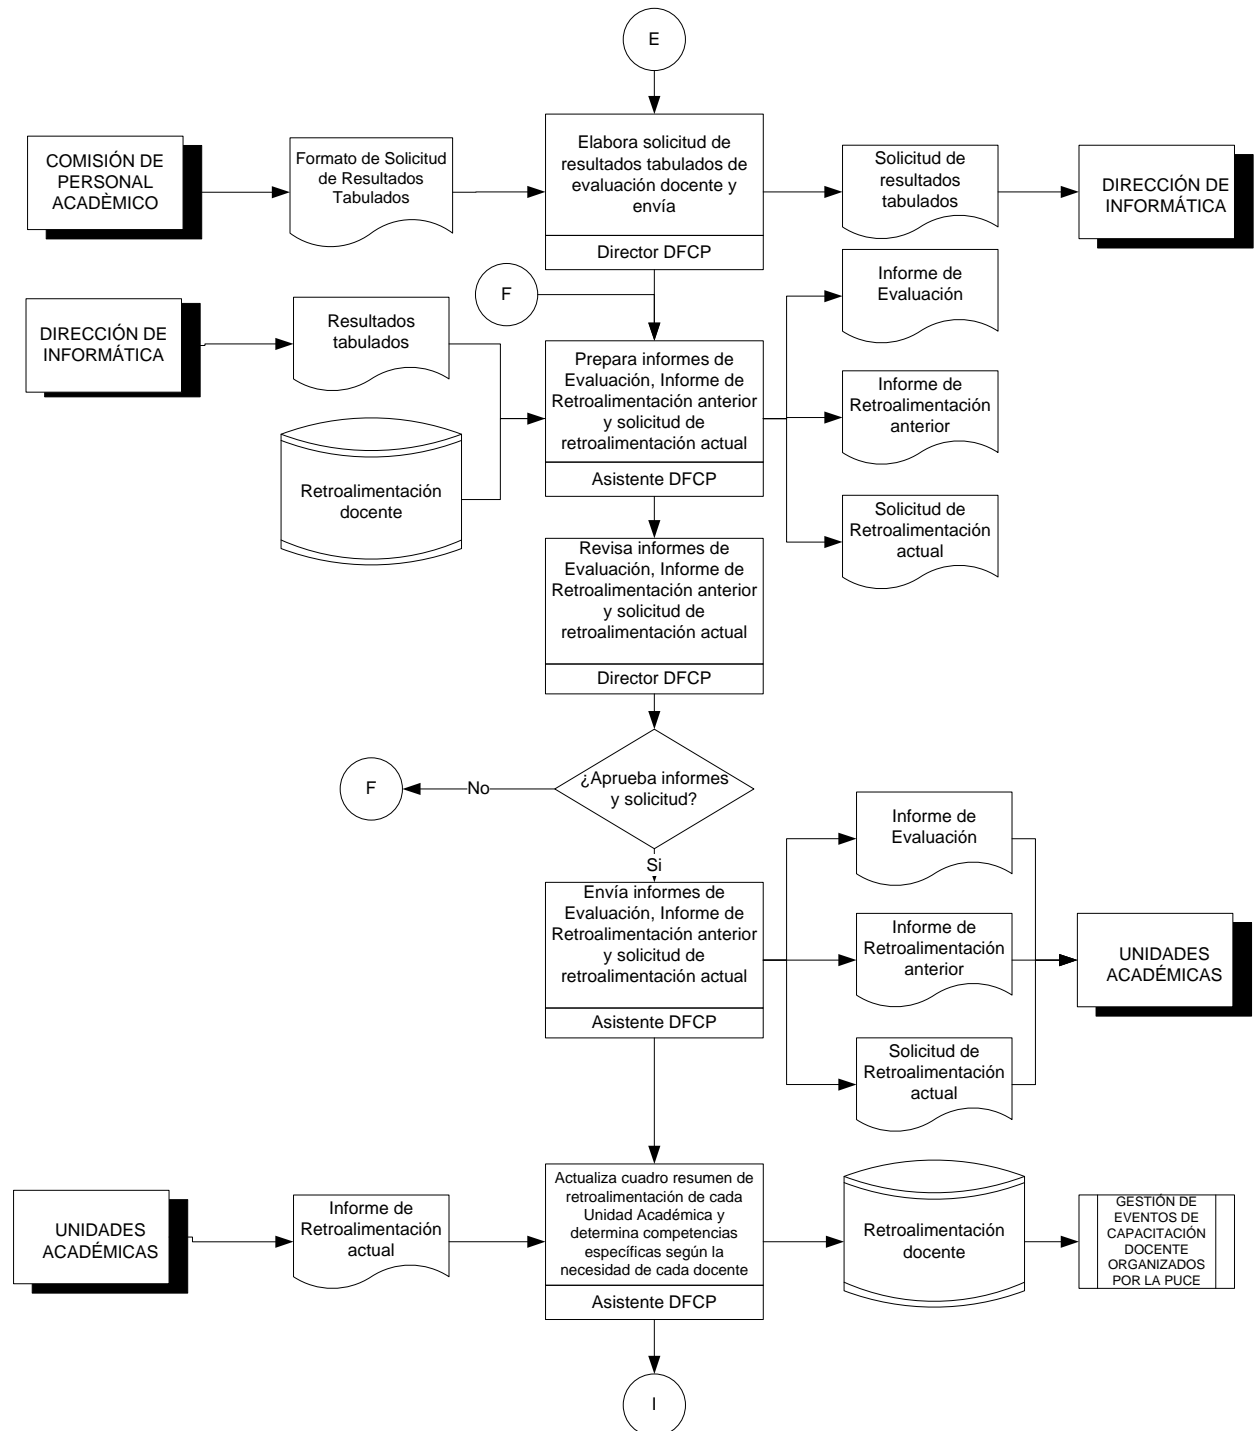 E
COMISIÓN DE
PERSONAL
ACADÈMICO
Formato de Solicitud
de Resultados
Tabulados
Elabora solicitud de
resultados tabulados de
evaluación docente y
envía
Director DFCP
Solicitud de
resultados
tabulados
DIRECCIÓN DE
INFORMÁTICA
F
DIRECCIÓN DE
INFORMÁTICA
Resultados
tabulados
Retroalimentación
docente
Prepara informes de
Evaluación, Informe de
Retroalimentación anterior
y solicitud de
retroalimentación actual
Asistente DFCP
Informe de
Evaluación
Informe de
Retroalimentación
anterior
Solicitud de
Retroalimentación
actual
Revisa informes de
Evaluación, Informe de
Retroalimentación anterior
y solicitud de
retroalimentación actual
Director DFCP
¿Aprueba informes
y solicitud?
No
F
Si
Envía informes de
Evaluación, Informe de
Retroalimentación anterior
y solicitud de
retroalimentación actual
Asistente DFCP
Informe de
Evaluación
Informe de
Retroalimentación
anterior
Solicitud de
Retroalimentación
actual
UNIDADES
ACADÉMICAS
UNIDADES
ACADÉMICAS
Informe de
Retroalimentación
actual
Actualiza cuadro resumen de
retroalimentación de cada
Unidad Académica y
determina competencias
específicas según la
necesidad de cada docente
Asistente DFCP
Retroalimentación
docente
GESTIÓN DE
EVENTOS DE
CAPACITACIÓN
DOCENTE
ORGANIZADOS
POR LA PUCE
I